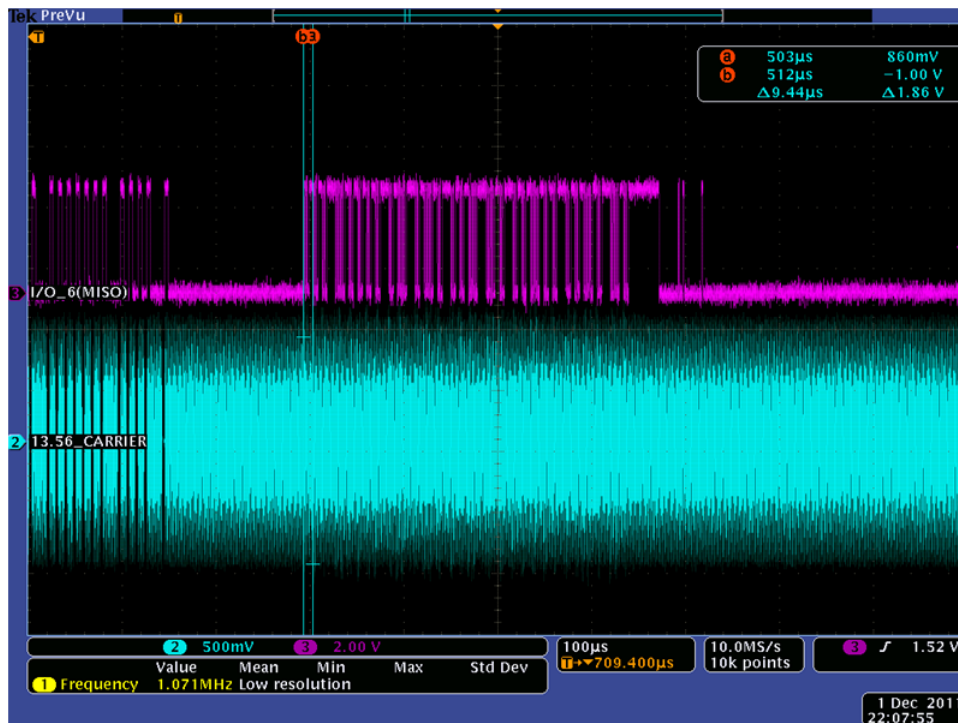 Tek PreVu
T
T
b 3
a 503µs 860mV
b 512µs −1.00 V
Δ9.44µs Δ1.86 V
3 I/O_6(MISO)
2 13.56_CARRIER
2 500mV 3 2.00 V
100µs
T→▼709.400µs
10.0MS/s
10k points
3 1.52 V
Value Mean Min Max Std Dev
1 Frequency 1.071MHz Low resolution
1 Dec 2011
22:07:55